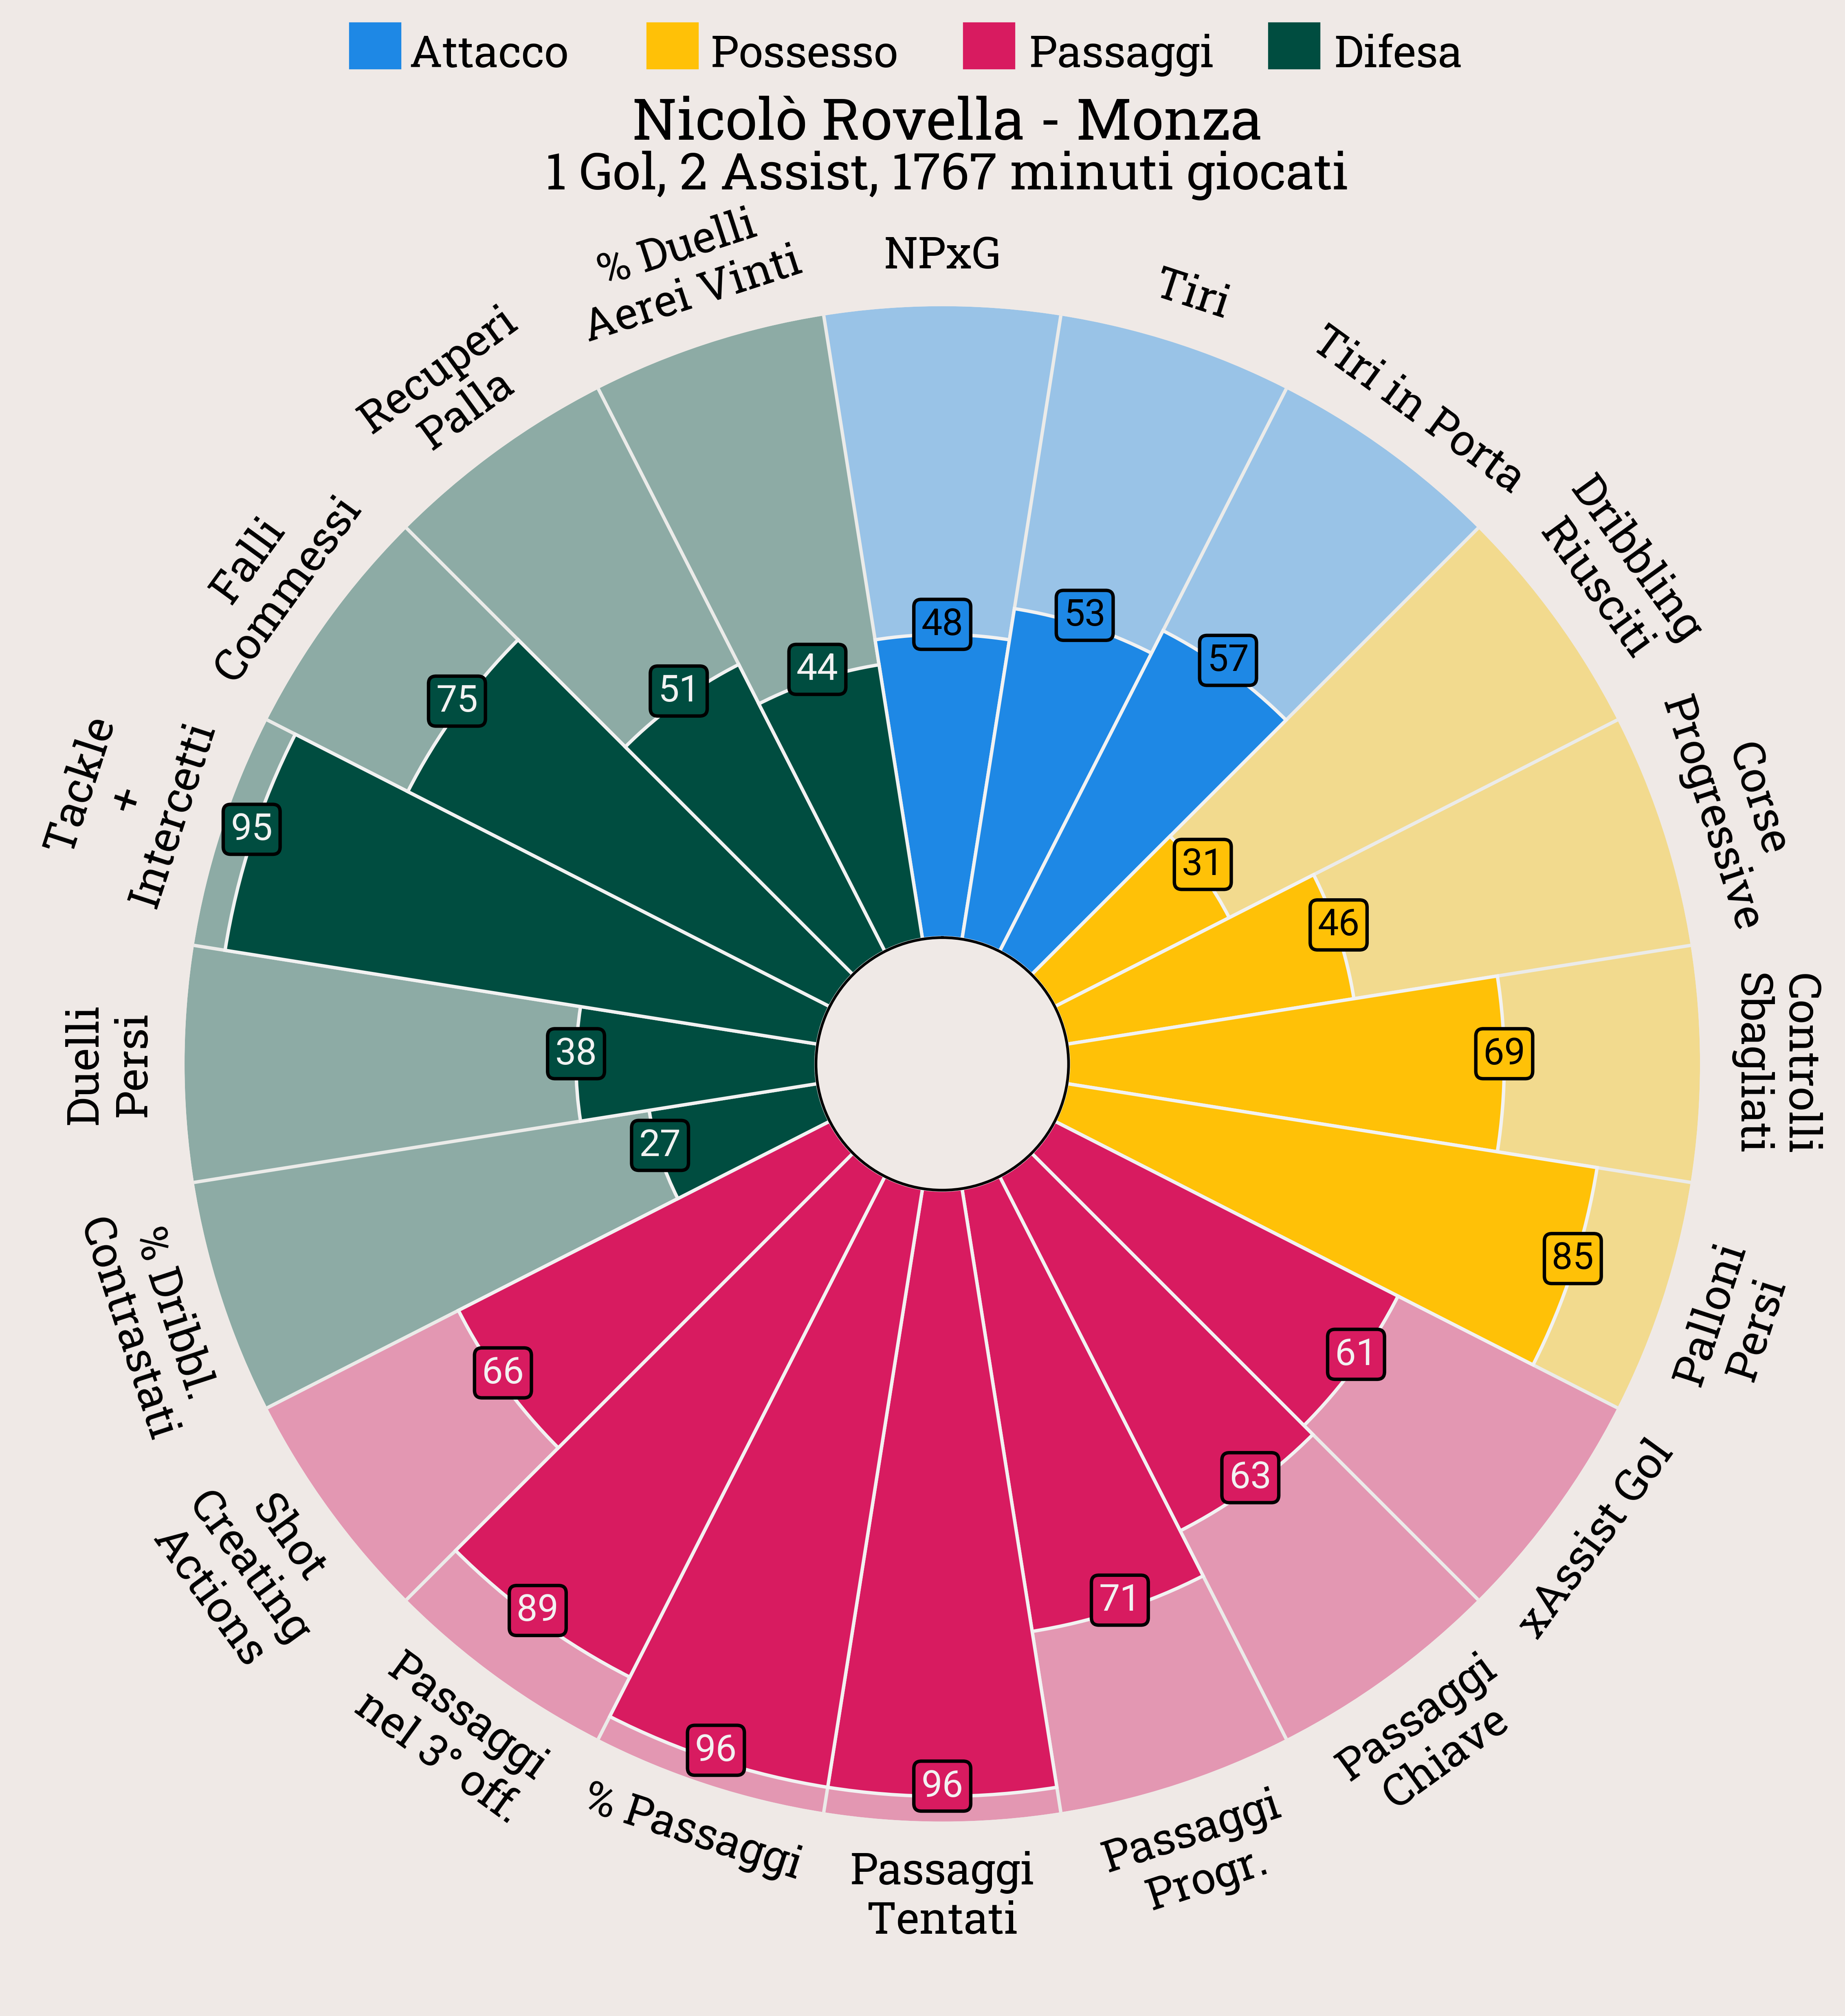 Attacco
Possesso
Passaggi
Difesa
Nicolò Rovella - Monza
1 Gol, 2 Assist, 1767 minuti giocati
NPxG
48
Tiri
53
Tiri in Porta
57
Dribbling
Riusciti
31
Corse
Progressive
46
Controlli
Sbagliati
69
Palloni
Persi
85
xAssist Gol
61
Passaggi
Chiave
63
Passaggi
Progr.
71
Passaggi
Tentati
96
% Passaggi
96
Passaggi
nel 3° off.
89
Shot
Creating
Actions
66
% Dribbl.
Contrastati
27
Duelli
Persi
38
Tackle
+
Intercetti
95
Falli
Commessi
75
Recuperi
Palla
51
% Duelli
Aerei Vinti
44